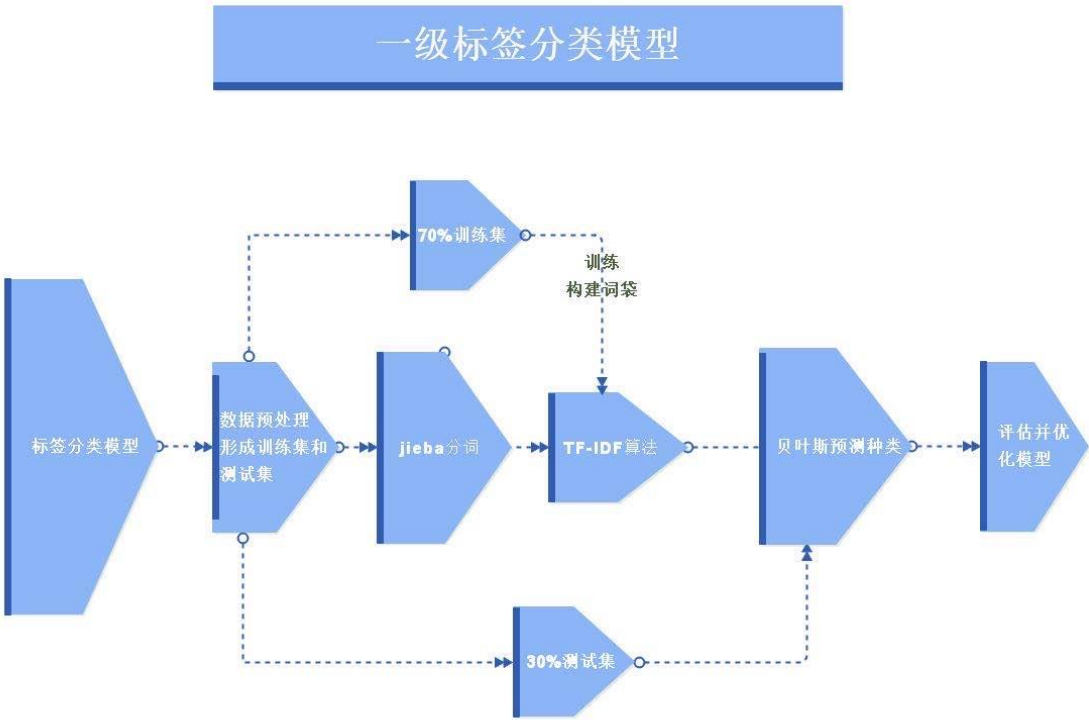 一级标签分类模型
70%训练集
训练
构建词袋
标签分类模型
数据预处理
形成训练集和
测试集
jieba分词
TF-IDF算法
贝叶斯预测种类
评估并优
化模型
30%测试集